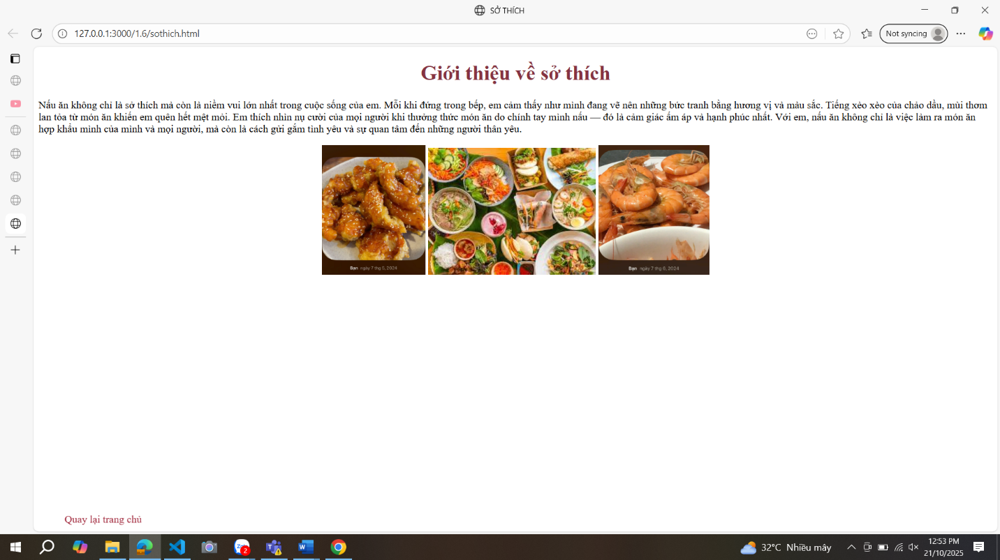 SỞ THÍCH
127.0.0.1:3000/1.6/sothich.html
Not syncing
Giới thiệu về sở thích
Nấu ăn không chỉ là sở thích mà còn là niềm vui lớn nhất trong cuộc sống của em. Mỗi khi đứng trong bếp, em cảm thấy như mình đang vẽ nên những bức tranh bằng hương vị và màu sắc. Tiếng xèo xèo của chảo dầu, mùi thơm
lan tỏa từ món ăn khiến em quên hết mệt mỏi. Em thích nhìn nụ cười của mọi người khi thưởng thức món ăn do chính tay mình nấu — đó là cảm giác ấm áp và hạnh phúc nhất. Với em, nấu ăn không chỉ là việc làm ra món ăn
hợp khẩu mình của mình và mọi người, mà còn là cách gửi gắm tình yêu và sự quan tâm đến những người thân yêu.
Bạn ngày 7 thg 5, 2024
Bạn ngày 7 thg 6, 2024
Quay lại trang chủ
Zalo
2
32°C Nhiều mây
12:53 PM
21/10/2025